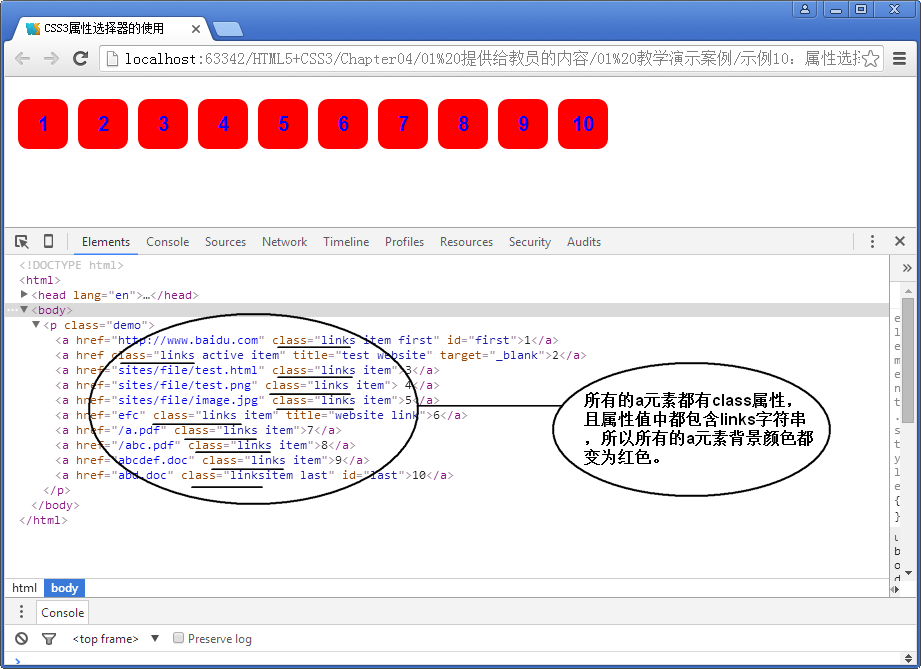 CSS3属性选择器的使用
localhost:63342/HTML5+CSS3/Chapter04/01%20提供给教员的内容/01%20教学演示案例/示例10：属性选择
1 2 3 4 5 6 7 8 9 10
Elements Console Sources Network Timeline Profiles Resources Security Audits
<!DOCTYPE html>
<html>
<head lang="en">…</head>
<body>
<p class="demo">
<a href="http://www.baidu.com" class="links item first" id="first">1</a>
<a href class="links active item" title="test website" target="_blank">2</a>
<a href="sites/file/test.html" class="links item">3</a>
<a href="sites/file/test.png" class="links item"> 4</a>
<a href="sites/file/image.jpg" class="links item">5</a>
<a href="efc" class="links item" title="website link">6</a>
<a href="/a.pdf" class="links item">7</a>
<a href="/abc.pdf" class="links item">8</a>
<a href="abcdef.doc" class="links item">9</a>
<a href="abd.doc" class="linksitem last" id="last">10</a>
</p>
</body>
</html>
所有的a元素都有class属性，
且属性值中都包含links字符串
，所以所有的a元素背景颜色都
变为红色。
»
e
l
e
m
e
n
t
.
s
t
y
l
e
{
}
b
o
d
html body
Console
<top frame> ▼ Preserve log
>